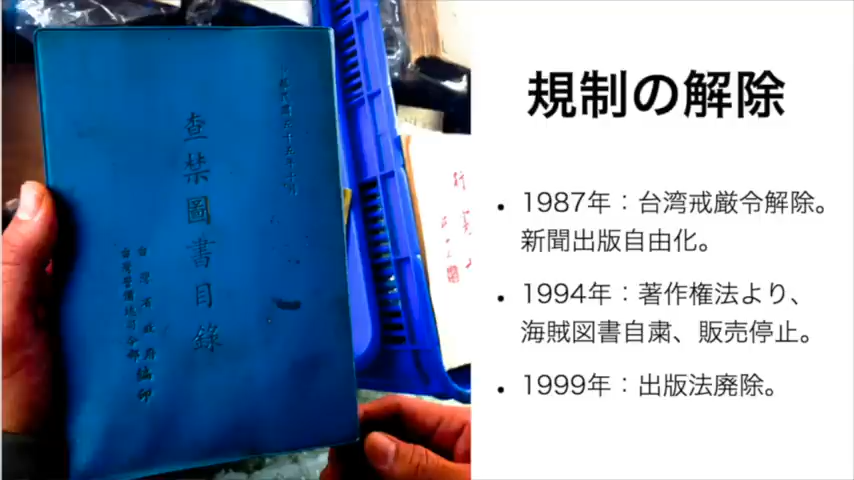 查禁圖書目錄
台灣省政府編印
台灣警備總司令部
規制の解除
• 1987年：台湾戒厳令解除。
新聞出版自由化。
• 1994年：著作権法より、
海賊図書自粛、販売停止。
• 1999年：出版法廃除。